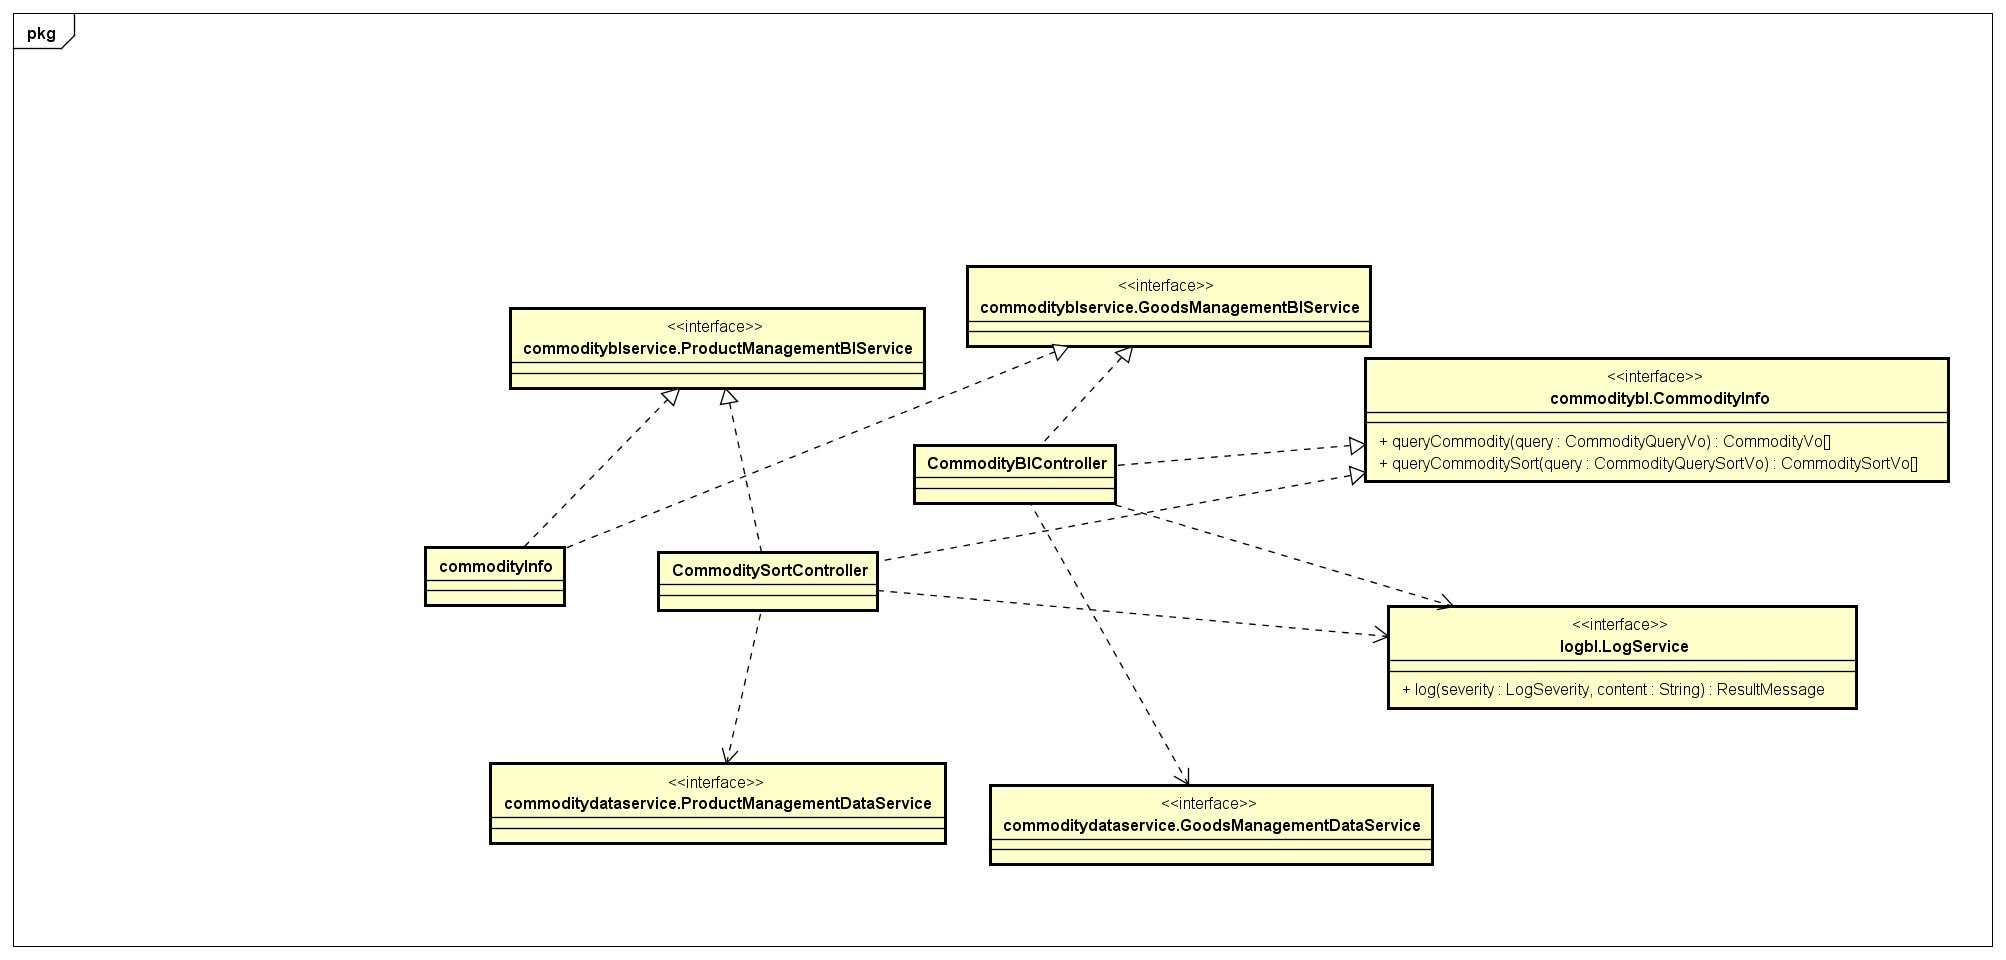 pkg
<<interface>>
commodityblservice.GoodsManagementBlService
<<interface>>
commodityblservice.ProductManagementBlService
<<interface>>
commoditybl.CommodityInfo
+ queryCommodity(query : CommodityQueryVo) : CommodityVo[]
+ queryCommoditySort(query : CommodityQuerySortVo) : CommoditySortVo[]
CommodityBlController
commodityInfo
CommoditySortController
<<interface>>
logbl.LogService
+ log(severity : LogSeverity, content : String) : ResultMessage
<<interface>>
commoditydataservice.ProductManagementDataService
<<interface>>
commoditydataservice.GoodsManagementDataService